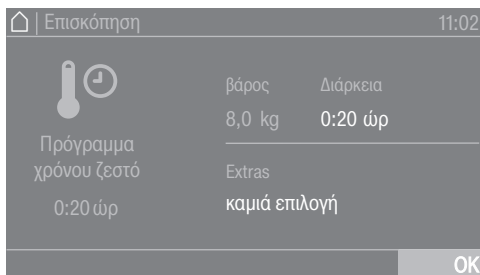 | Επισκόπηση 11:02
βάρος Διάρκεια
8,0 kg 0:20 ώρ
Πρόγραμμα
χρόνου ζεστό
0:20 ώρ
Extras
καμιά επιλογή
OK